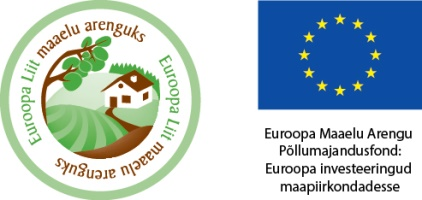 Euroopa Liit maaelu arenguks
Euroopa Liit maaelu arenguks
Euroopa Maaelu Arengu
Põllumajandusfond:
Euroopa investeeringud
maapiirkondadesse